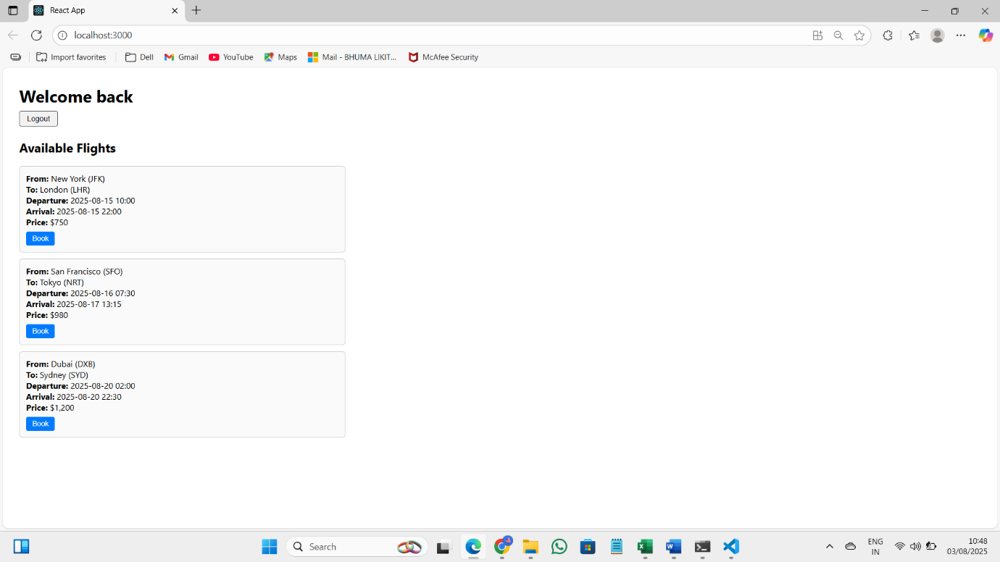 React App
localhost:3000
Import favorites
Dell
Gmail
YouTube
Maps
Mail - BHUMA LIKIT...
McAfee Security
Welcome back
Logout
Available Flights
From: New York (JFK)
To: London (LHR)
Departure: 2025-08-15 10:00
Arrival: 2025-08-15 22:00
Price: $750
Book
From: San Francisco (SFO)
To: Tokyo (NRT)
Departure: 2025-08-16 07:30
Arrival: 2025-08-17 13:15
Price: $980
Book
From: Dubai (DXB)
To: Sydney (SYD)
Departure: 2025-08-20 02:00
Arrival: 2025-08-20 22:30
Price: $1,200
Book
Search
ENG
IN
10:48
03/08/2025